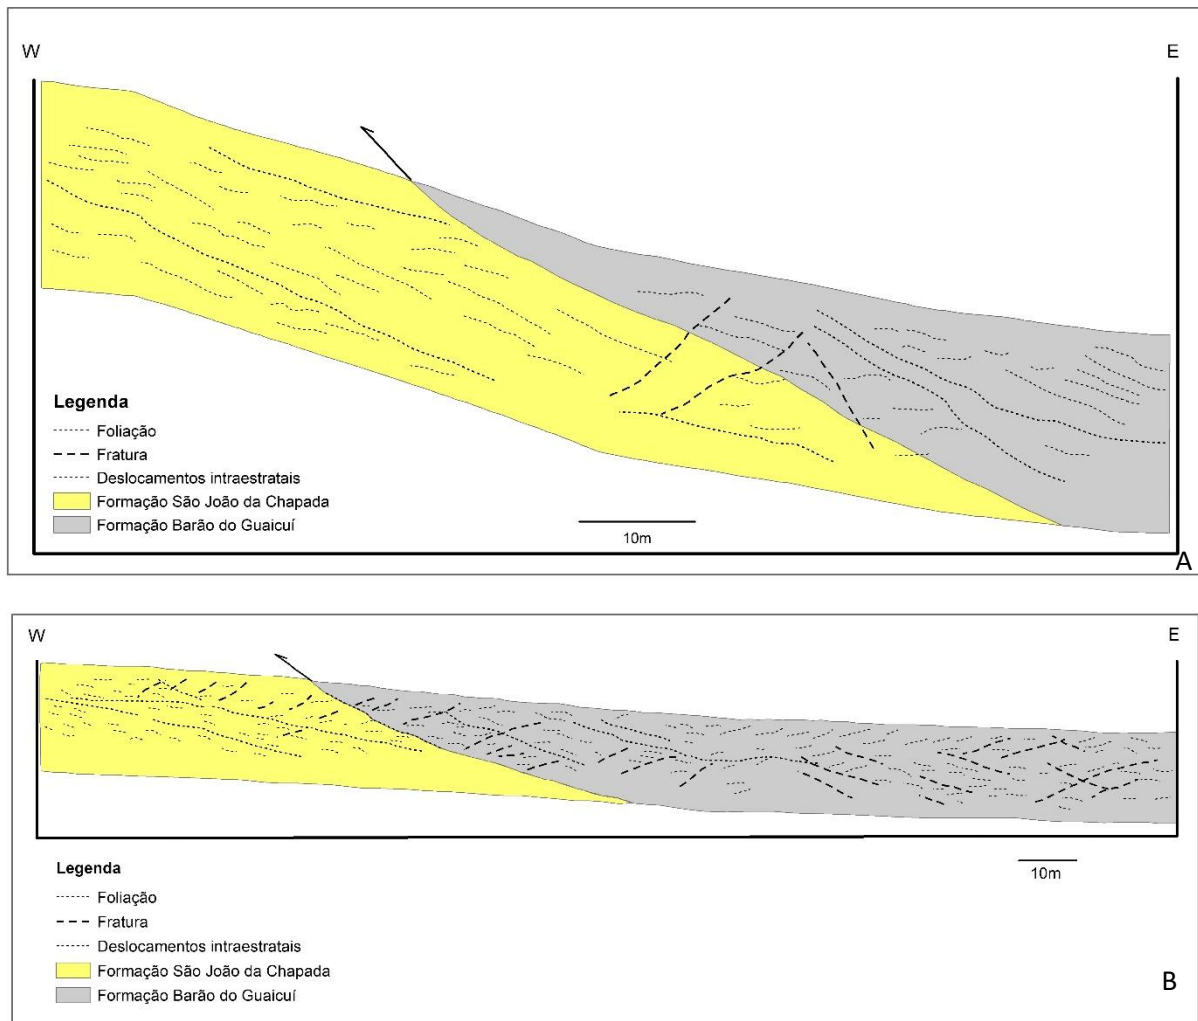 W E
Legenda
Foliação
Fratura
Deslocamentos intraestratais
Formação São João da Chapada
Formação Barão do Guaicuí
10m
A
W E
Legenda
Foliação
Fratura
Deslocamentos intraestratais
Formação São João da Chapada
Formação Barão do Guaicuí
10m
B